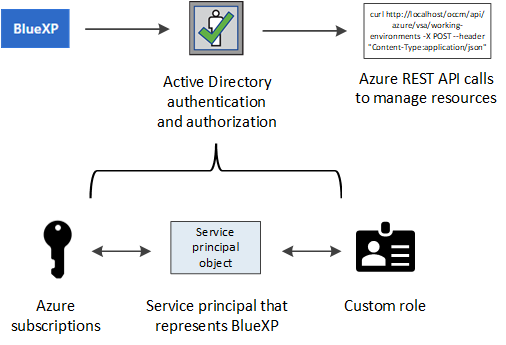 BlueXP
curl http://localhost/occm/api/
azure/vsa/working-
environments -X POST --header
"Content-Type:application/json"
Active Directory
authentication
and authorization
Azure REST API calls
to manage resources
Service
principal
object
Azure
subscriptions
Service principal that
represents BlueXP
Custom role